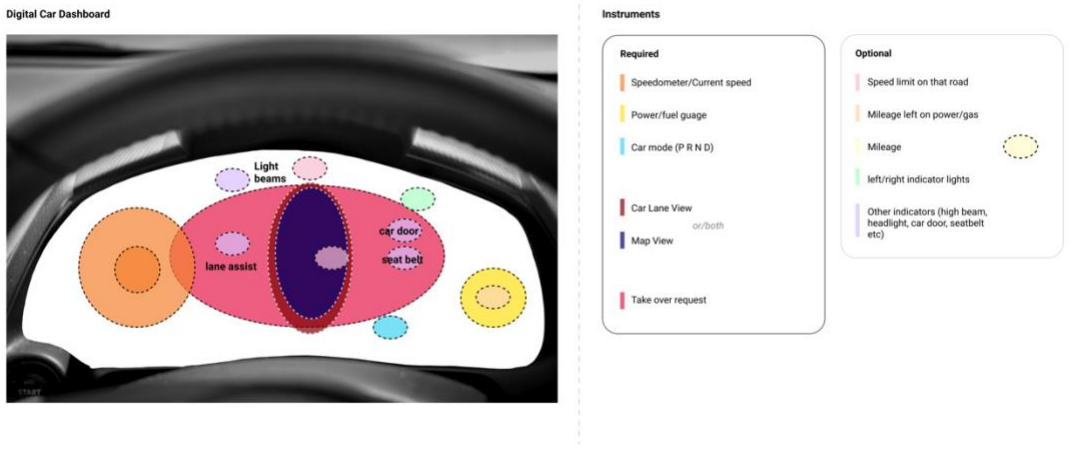 Digital Car Dashboard
Light
beams
car door
lane assist
seat belt
START
Instruments
Required
Speedometer/Current speed
Power/fuel guage
Car mode (P R N D)
Car Lane View
or/both
Map View
Take over request
Optional
Speed limit on that road
Mileage left on power/gas
Mileage
left/right indicator lights
Other indicators (high beam,
headlight, car door, seatbelt
etc)